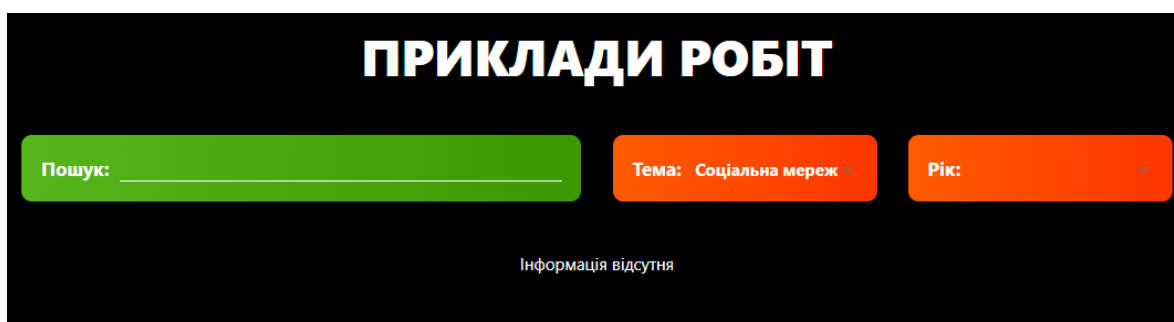 ПРИКЛАДИ РОБІТ
Пошук: Тема: Соціальна мереж Рік:
Інформація відсутня